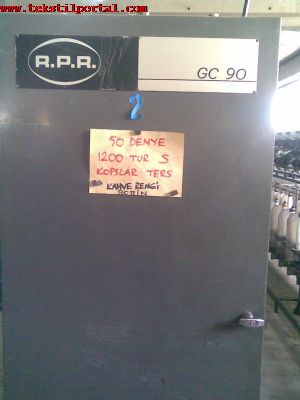 www.tekstilportal.com
R.P.R.
GC 90
2
50 DENYE
1200 TUR S
KOPSLAR TERS
KAHVE RENGİ
BOBİN